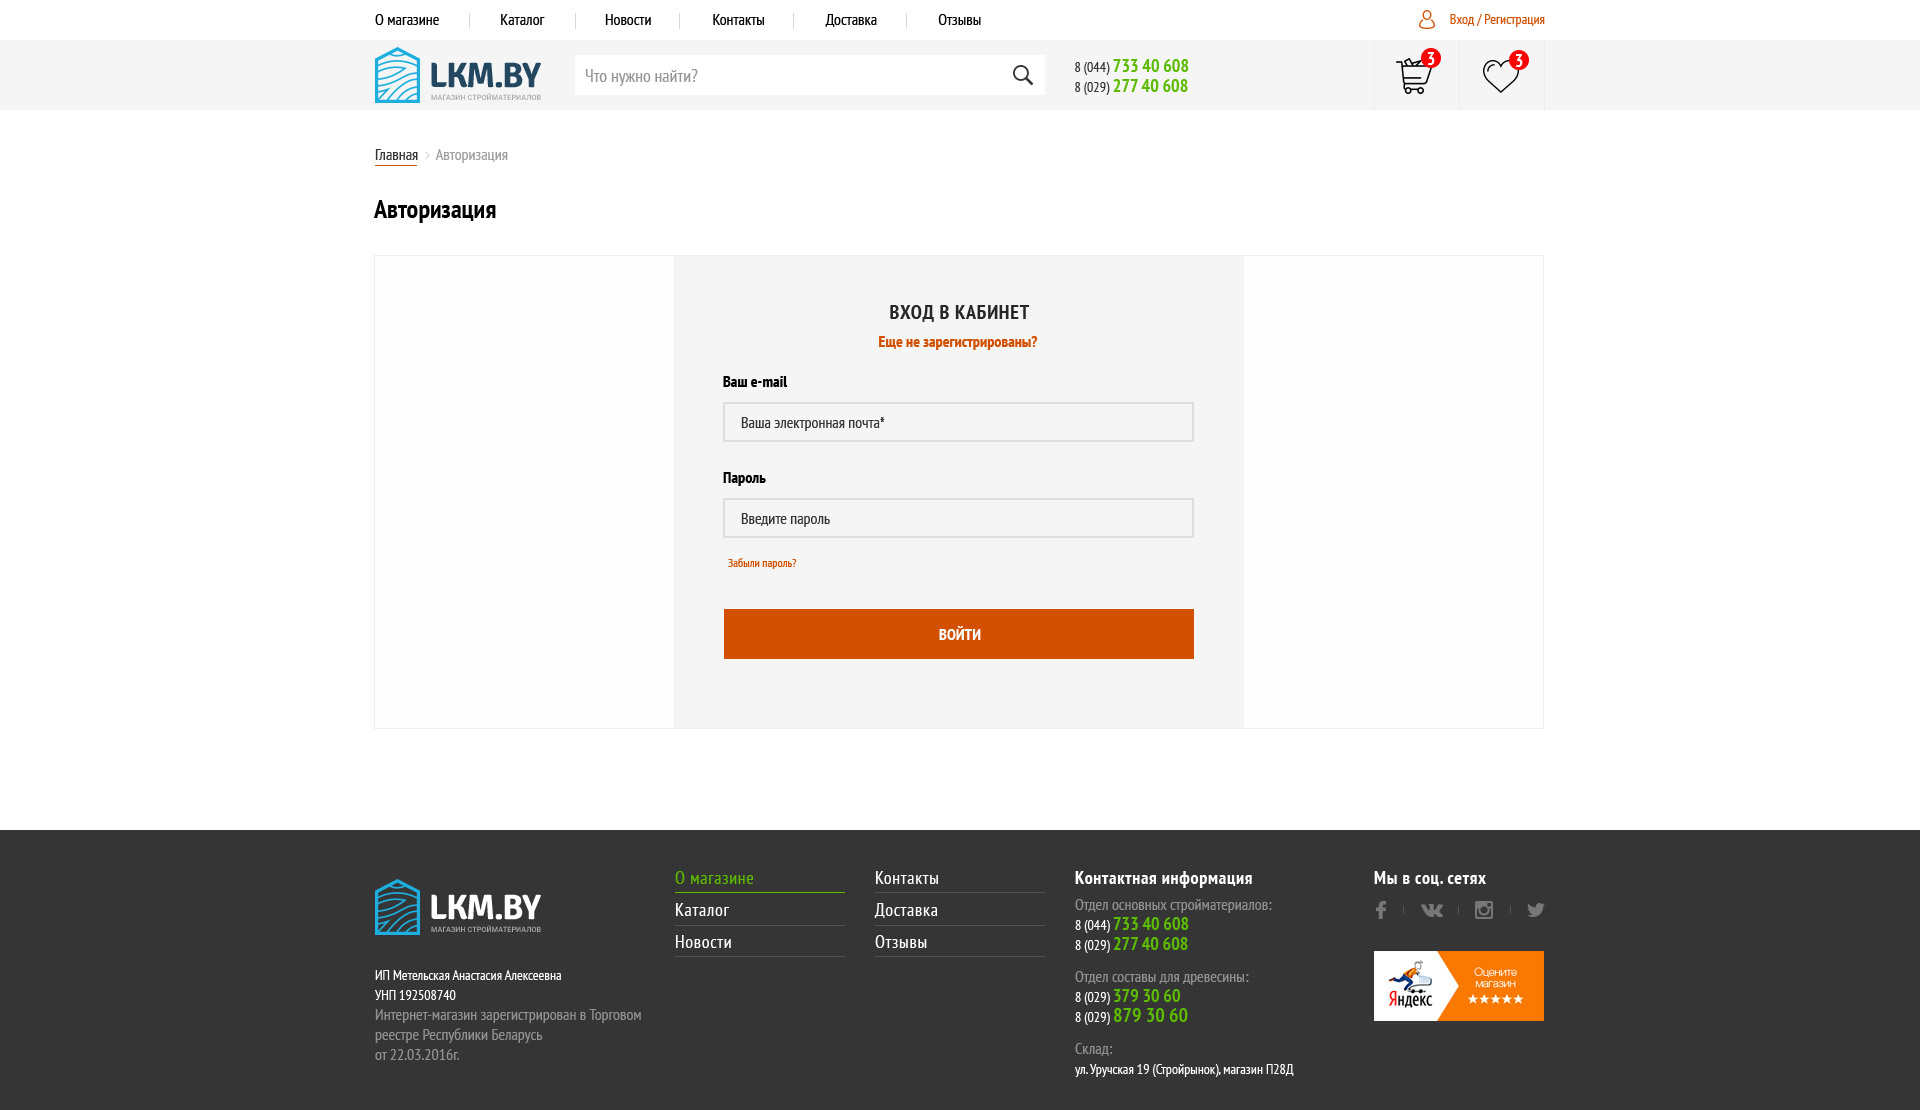 О магазине
Каталог
Новости
Контакты
Доставка
Отзывы
Вход / Регистрация
LKM.BY
МАГАЗИН СТРОЙМАТЕРИАЛОВ
Что нужно найти?
8 (044) 733 40 608
8 (029) 277 40 608
3
3
Главная
Авторизация
Авторизация
ВХОД В КАБИНЕТ
Еще не зарегистрированы?
Ваш e-mail
Ваша электронная почта*
Пароль
Введите пароль
Забыли пароль?
ВОЙТИ
LKM.BY
МАГАЗИН СТРОЙМАТЕРИАЛОВ
ИП Метельская Анастасия Алексеевна
УНП 192508740
Интернет-магазин зарегистрирован в Торговом
реестре Республики Беларусь
от 22.03.2016г.
О магазине
Каталог
Новости
Контакты
Доставка
Отзывы
Контактная информация
Отдел основных стройматериалов:
8 (044) 733 40 608
8 (029) 277 40 608
Отдел составы для древесины:
8 (029) 379 30 60
8 (029) 879 30 60
Склад:
ул. Уручская 19 (Стройрынок), магазин П28Д
Мы в соц. сетях
Яндекс
Оцените
магазин